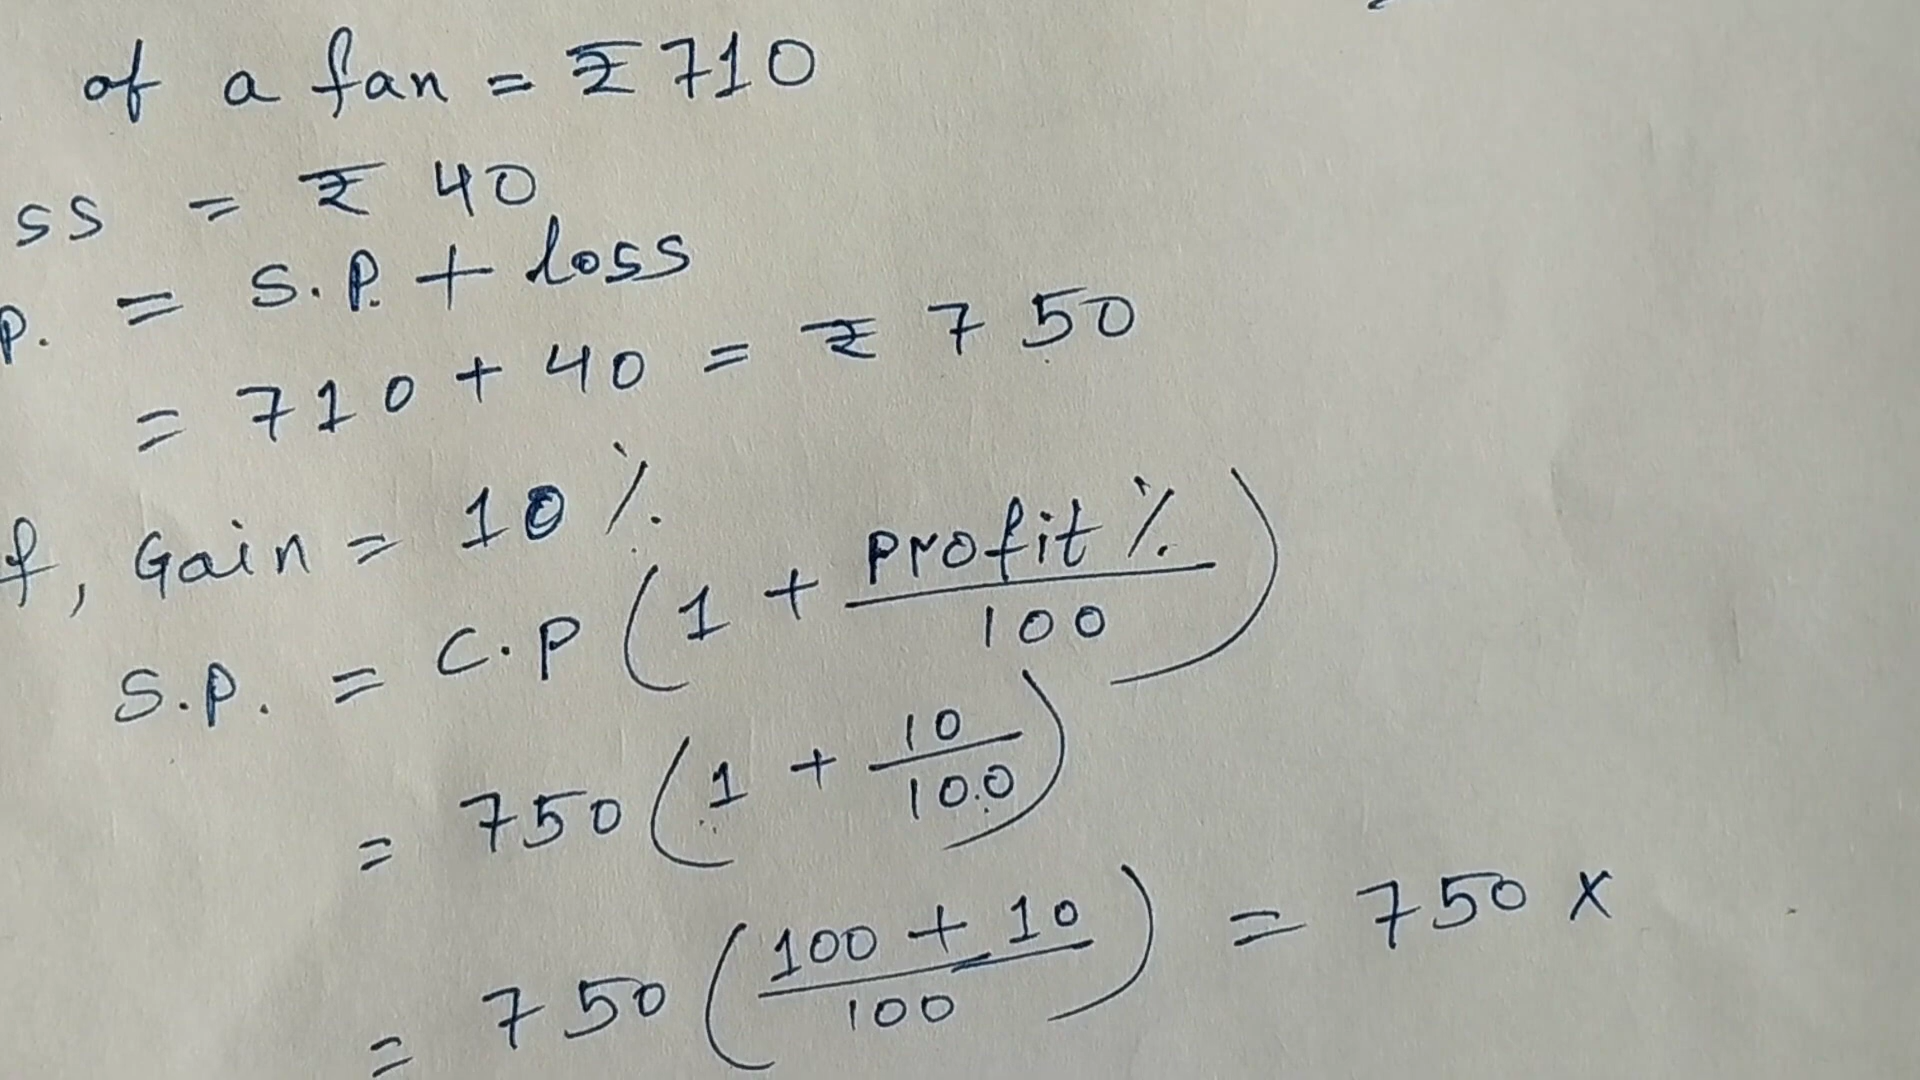 of a fan = ₹ 710
ss = ₹ 40
P. = S.P. + loss
= 710 + 40 = ₹ 750
f, Gain = 10 %
S.P. = C.P (1 + Profit % / 100)
= 750 (1 + 10 / 100)
= 750 (100 + 10 / 100) = 750 ×